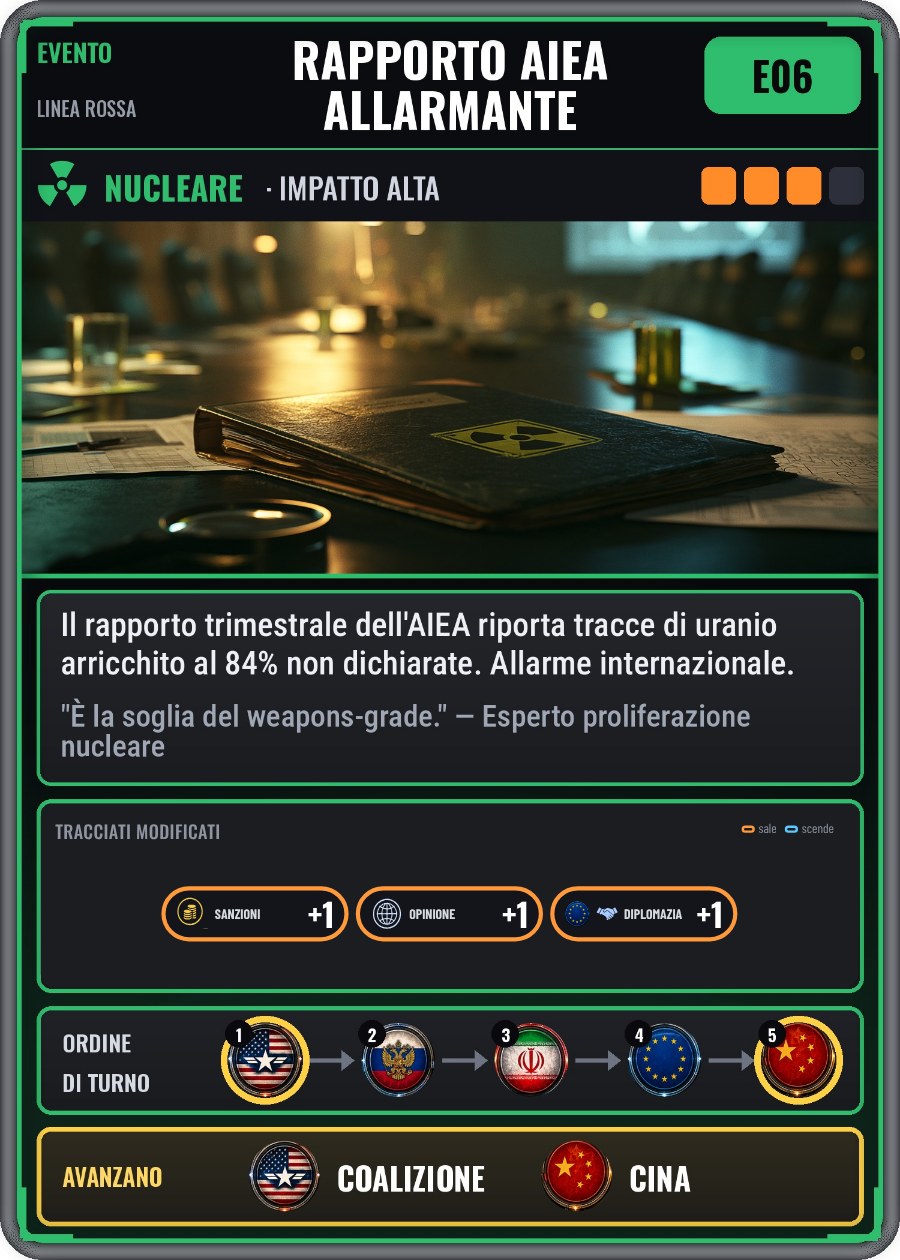 EVENTO
LINEA ROSSA
RAPPORTO AIEA
ALLARMANTE
E06
NUCLEARE · IMPATTO ALTA
Il rapporto trimestrale dell'AIEA riporta tracce di uranio
arricchito al 84% non dichiarate. Allarme internazionale.
"È la soglia del weapons-grade." — Esperto proliferazione
nucleare
TRACCIATI MODIFICATI
sale scende
SANZIONI +1 OPINIONE +1 DIPLOMAZIA +1
ORDINE
DI TURNO
1 2 3 4 5
AVANZANO COALIZIONE CINA